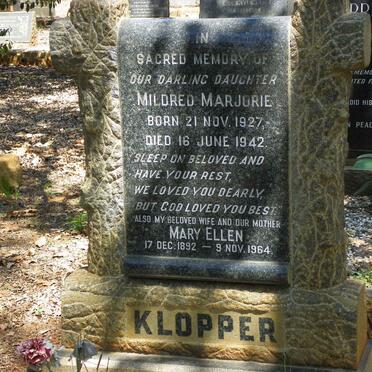 IN
SACRED MEMORY OF
OUR DARLING DAUGHTER
MILDRED MARJORIE
BORN 21 NOV. 1927,
DIED 16 JUNE 1942.
SLEEP ON BELOVED AND
HAVE YOUR REST,
WE LOVED YOU DEARLY,
BUT GOD LOVED YOU BEST.
ALSO MY BELOVED WIFE AND OUR MOTHER
MARY ELLEN
17 DEC: 1892 — 9 NOV. 1964.
KLOPPER